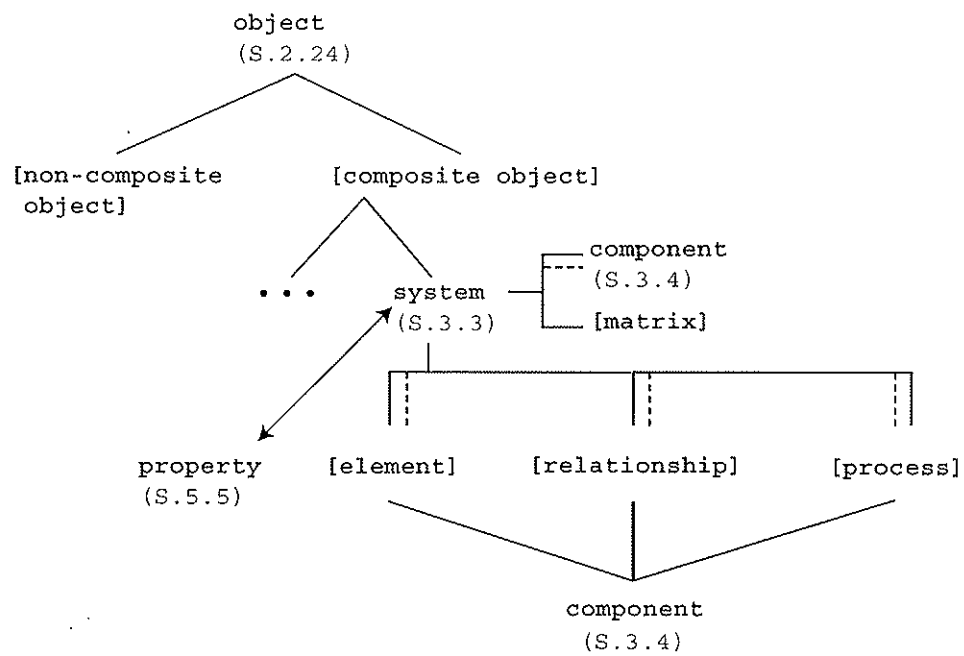 object
(S.2.24)
[non-composite
object]
[composite object]
component
(S.3.4)
• • •
system
(S.3.3)
[matrix]
property
(S.5.5)
[element]
[relationship]
[process]
component
(S.3.4)